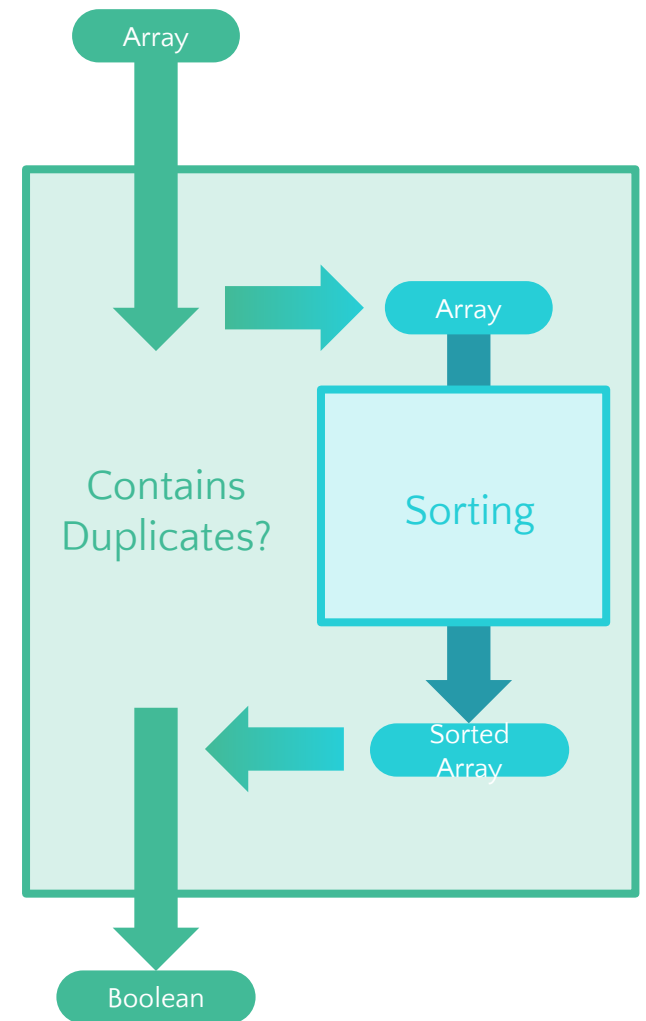 Array
Array
Contains
Duplicates?
Sorting
Sorted
Array
Boolean